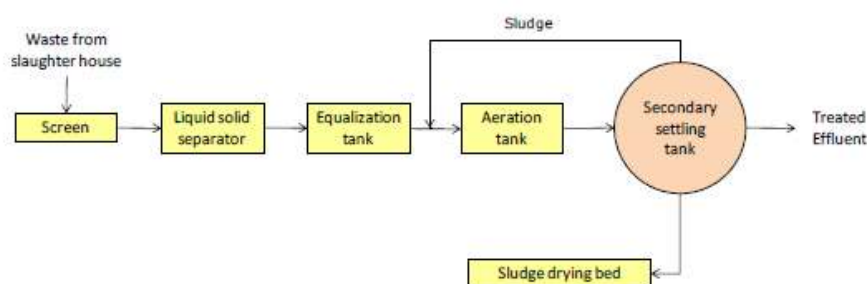 Sludge
Waste from
slaughter house
Screen
Liquid solid
separator
Equalization
tank
Aeration
tank
Secondary
settling
tank
Treated
Effluent
Sludge drying bed